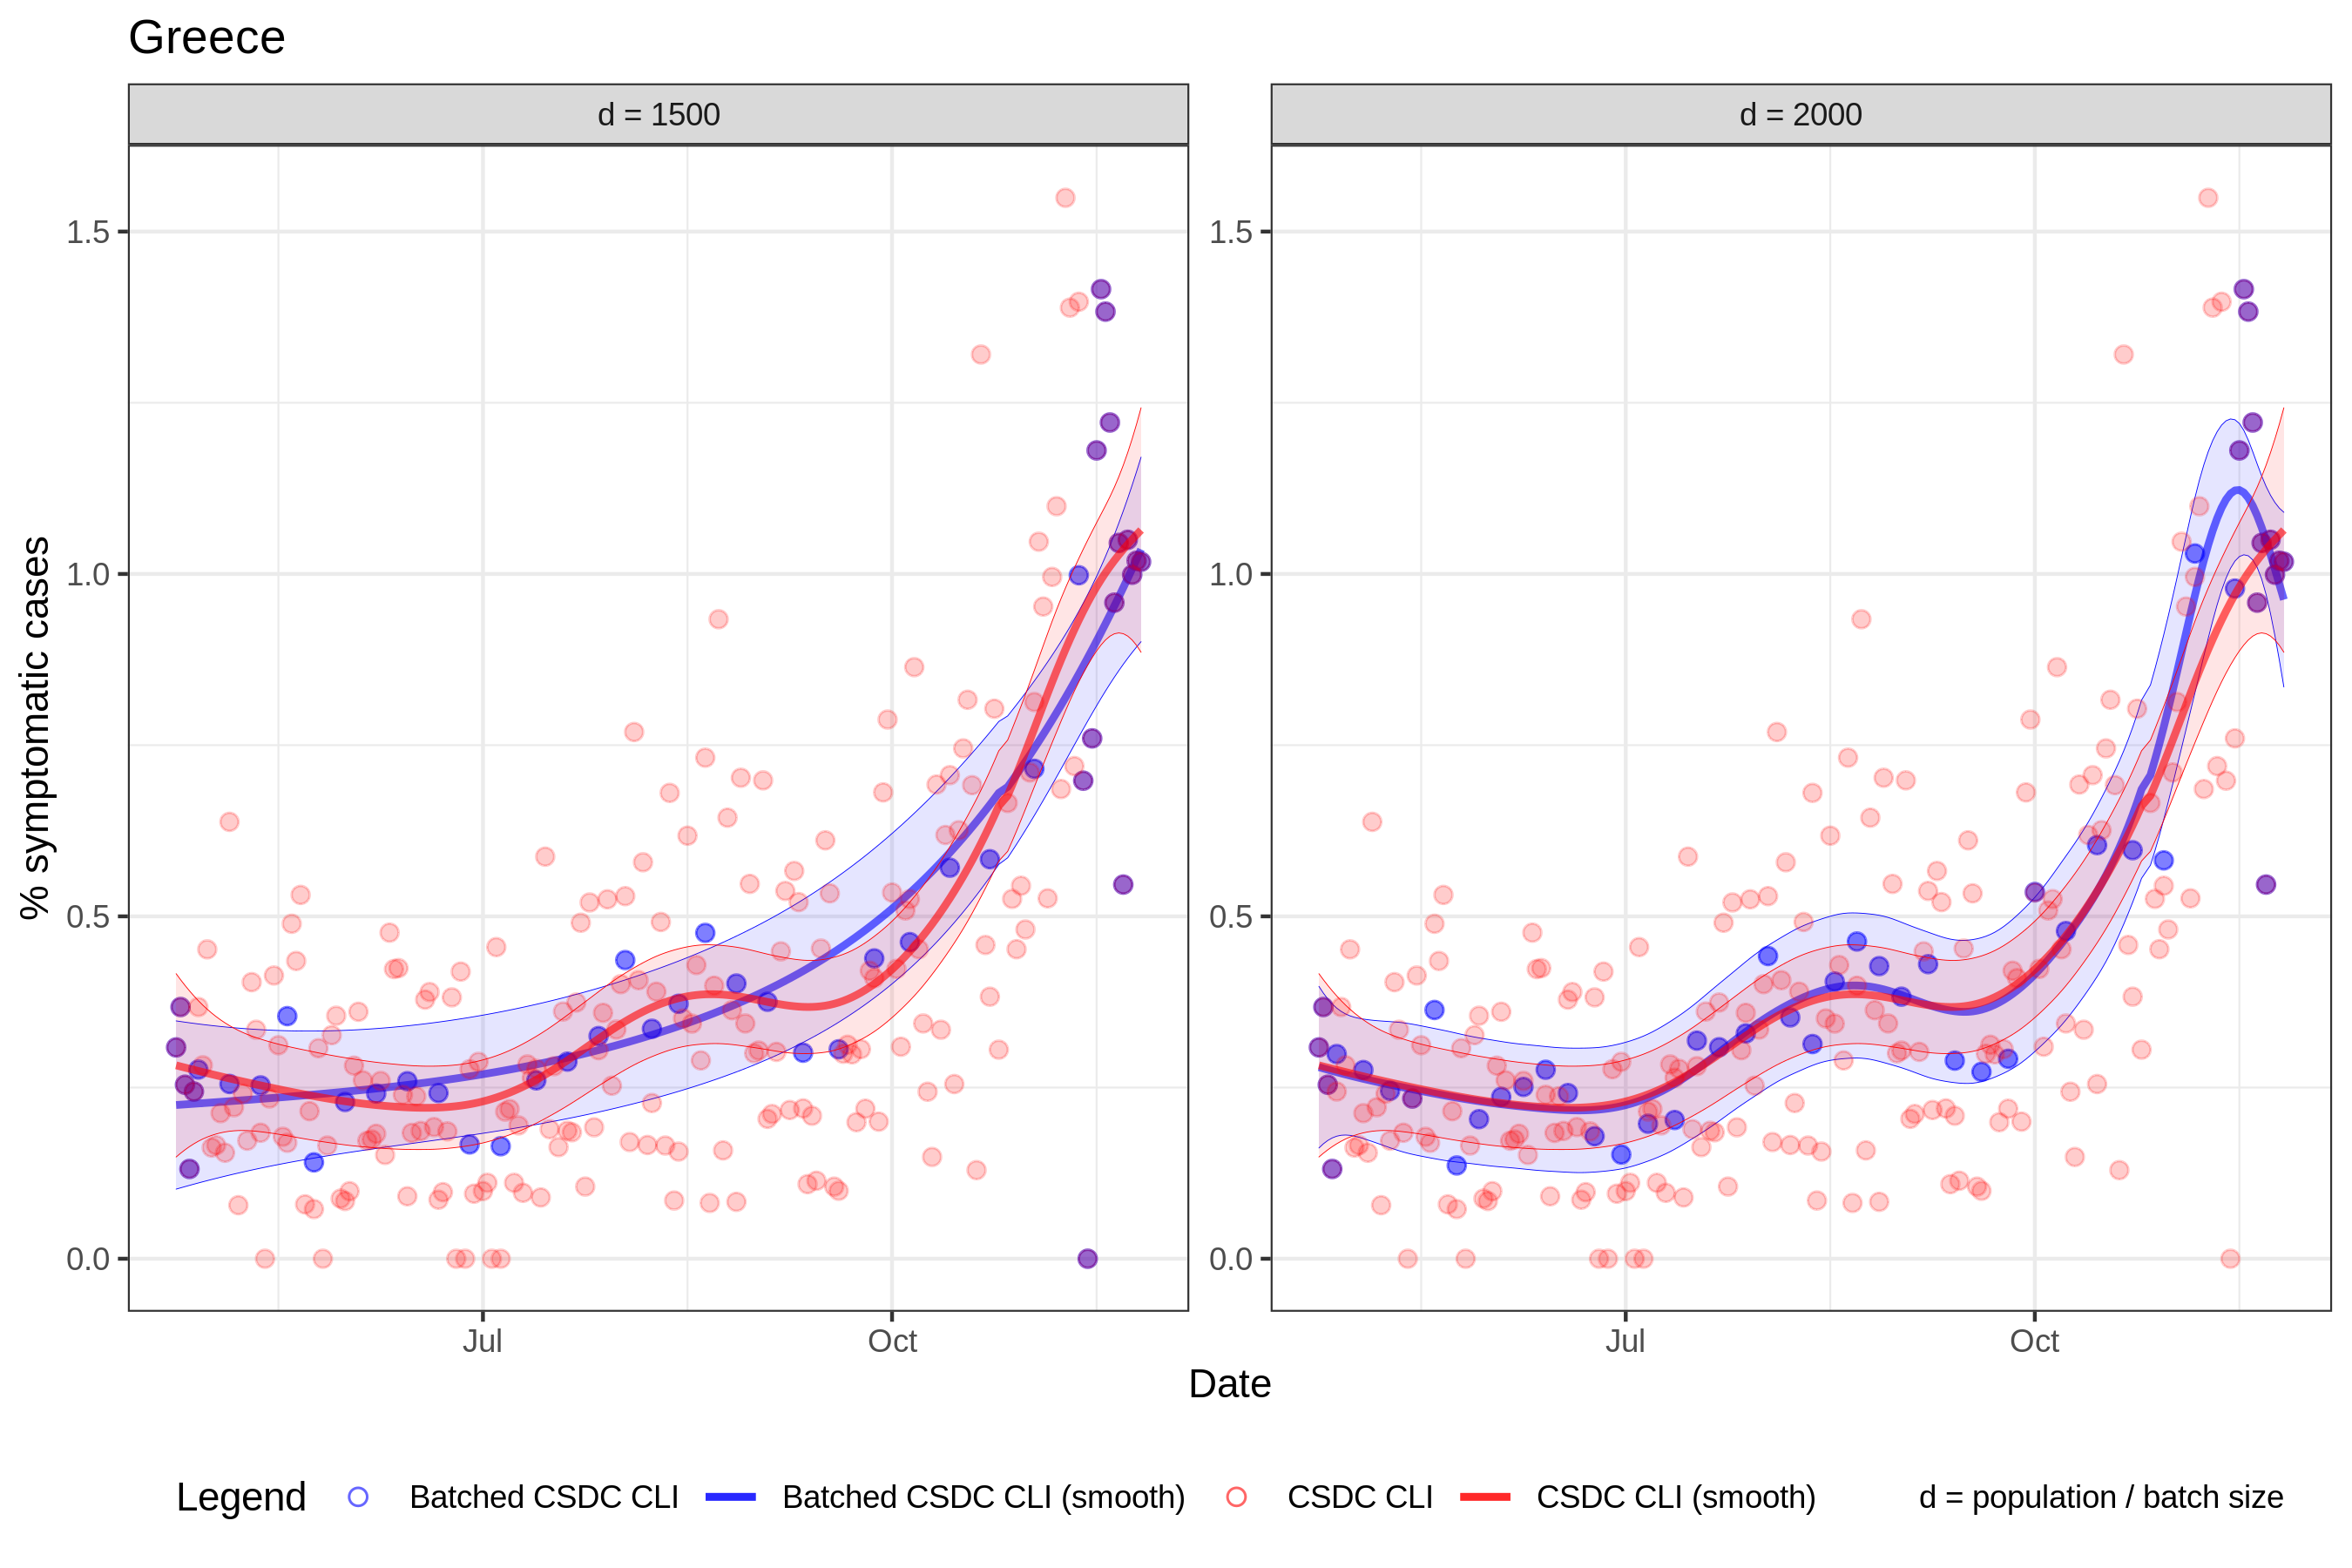 Greece
d = 1500
d = 2000
% symptomatic cases
1.5
1.0
0.5
0.0
1.5
1.0
0.5
0.0
Jul
Oct
Jul
Oct
Date
Legend
Batched CSDC CLI
Batched CSDC CLI (smooth)
CSDC CLI
CSDC CLI (smooth)
d = population / batch size